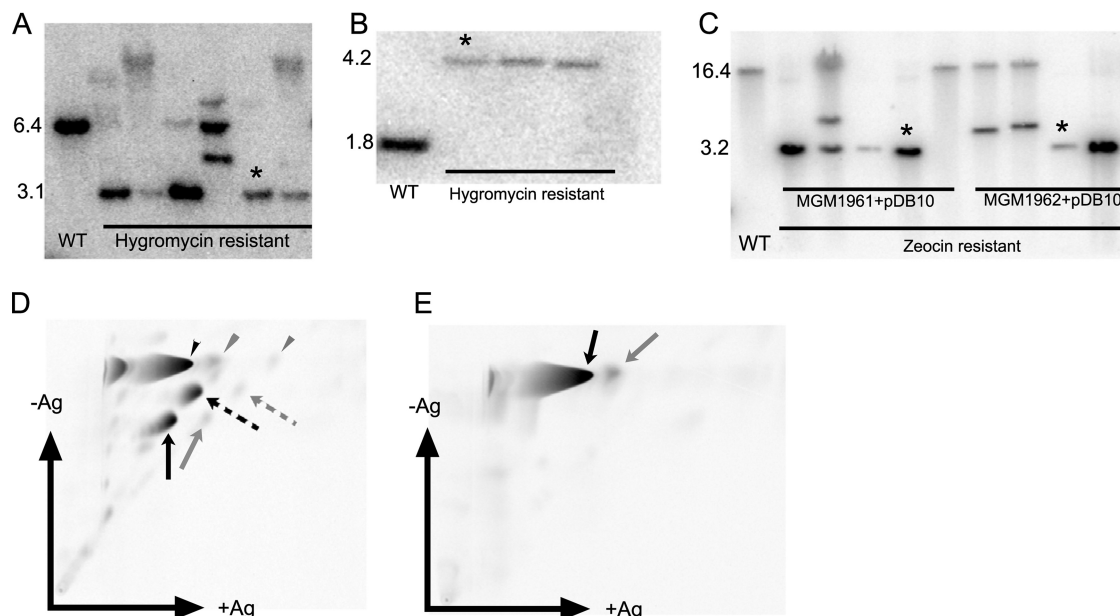 A
6.4
3.1
*
WT
Hygromycin resistant
B
*
4.2
1.8
WT
Hygromycin resistant
C
16.4
3.2
*
*
MGM1961+pDB10
MGM1962+pDB10
WT
Zeocin resistant
D
-Ag
+Ag
E
-Ag
+Ag